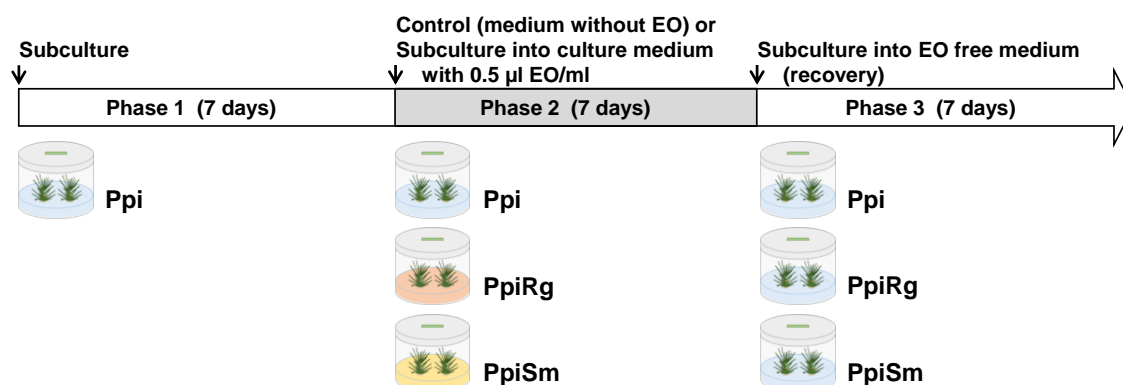 Subculture
Control (medium without EO) or
Subculture into culture medium
with 0.5 µl EO/ml
Subculture into EO free medium
(recovery)
Phase 1 (7 days)
Phase 2 (7 days)
Phase 3 (7 days)
Ppi
Ppi
Ppi
PpiRg
PpiRg
PpiSm
PpiSm